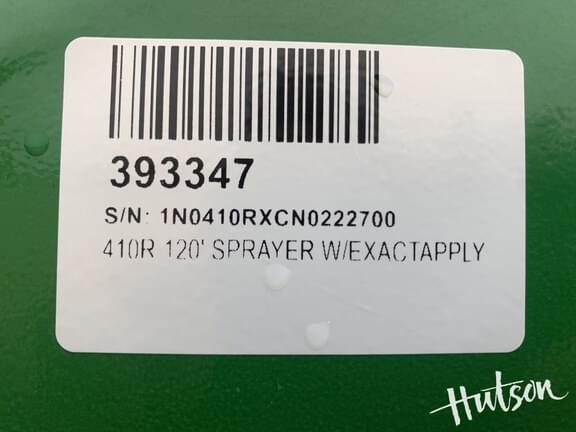 393347
S/N: 1N0410RXCN0222700
410R 120' SPRAYER W/EXACTAPPLY
Hutson